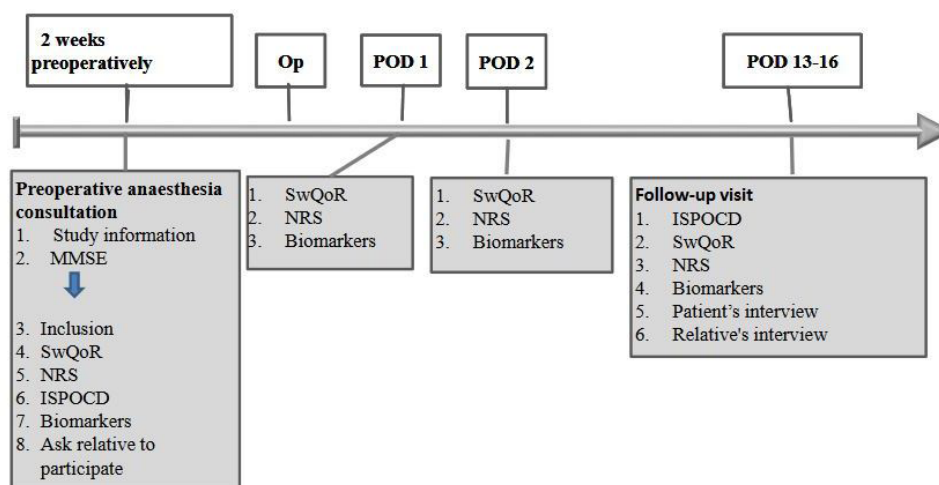 2 weeks
preoperatively
Op
POD 1
POD 2
POD 13-16
Preoperative anaesthesia
consultation
1. Study information
2. MMSE
3. Inclusion
4. SwQoR
5. NRS
6. ISPOCD
7. Biomarkers
8. Ask relative to
participate
1. SwQoR
2. NRS
3. Biomarkers
1. SwQoR
2. NRS
3. Biomarkers
Follow-up visit
1. ISPOCD
2. SwQoR
3. NRS
4. Biomarkers
5. Patient’s interview
6. Relative's interview